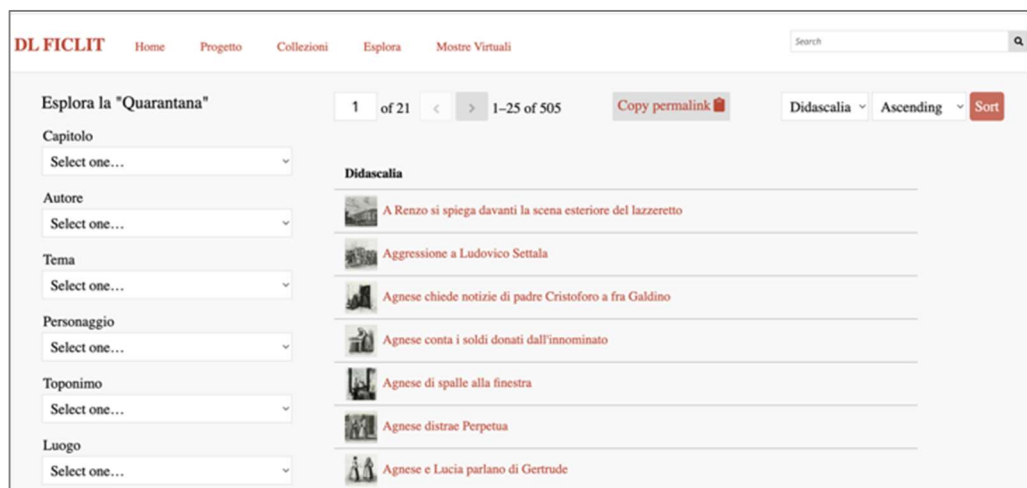 DL FICLIT Home Progetto Collezioni Esplora Mostre Virtuali Search
Esplora la "Quarantana"
Capitolo
Select one...
Autore
Select one...
Tema
Select one...
Personaggio
Select one...
Toponimo
Select one...
Luogo
Select one...
1 of 21 < > 1–25 of 505 Copy permalink Didascalia Ascending Sort
Didascalia
A Renzo si spiega davanti la scena esteriore del lazzeretto
Aggressione a Ludovico Settala
Agnese chiede notizie di padre Cristoforo a fra Galdino
Agnese conta i soldi donati dall'innominato
Agnese di spalle alla finestra
Agnese distrae Perpetua
Agnese e Lucia parlano di Gertrude